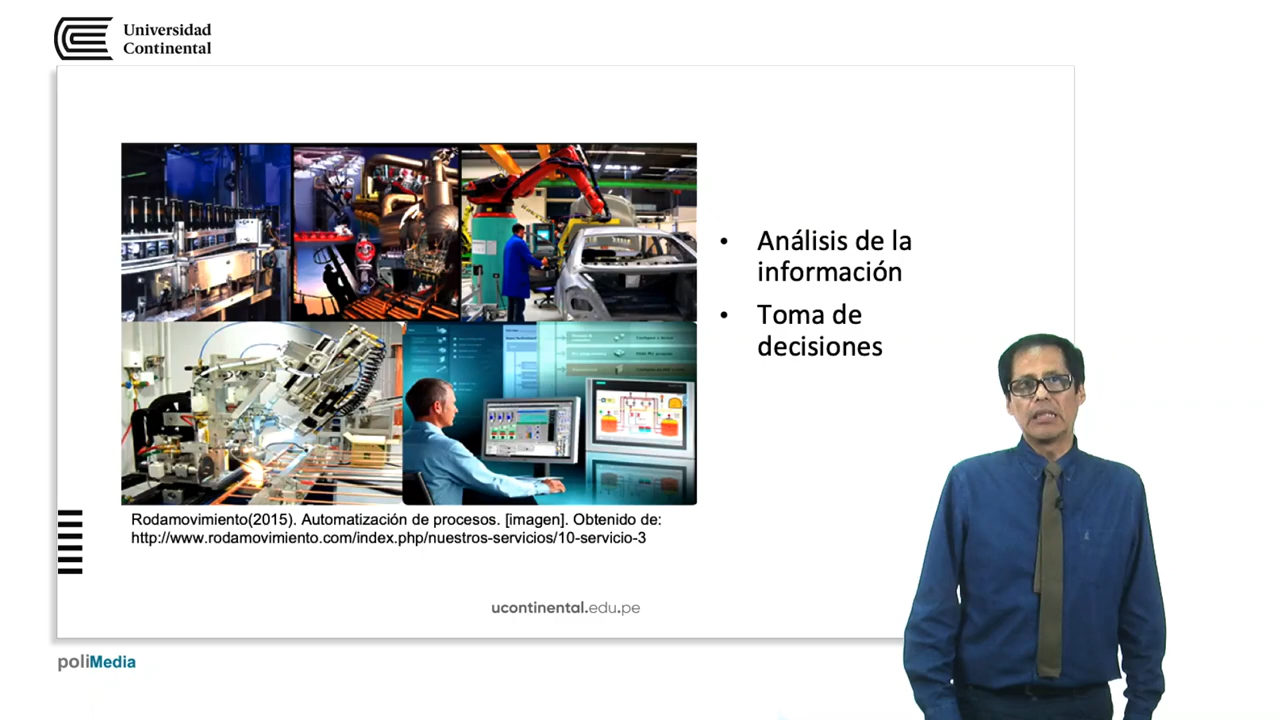 Universidad
Continental
• Análisis de la
información
• Toma de
decisiones
Rodamovimiento(2015). Automatización de procesos. [imagen]. Obtenido de:
http://www.rodamovimiento.com/index.php/nuestros-servicios/10-servicio-3
ucontinental.edu.pe
poliMedia